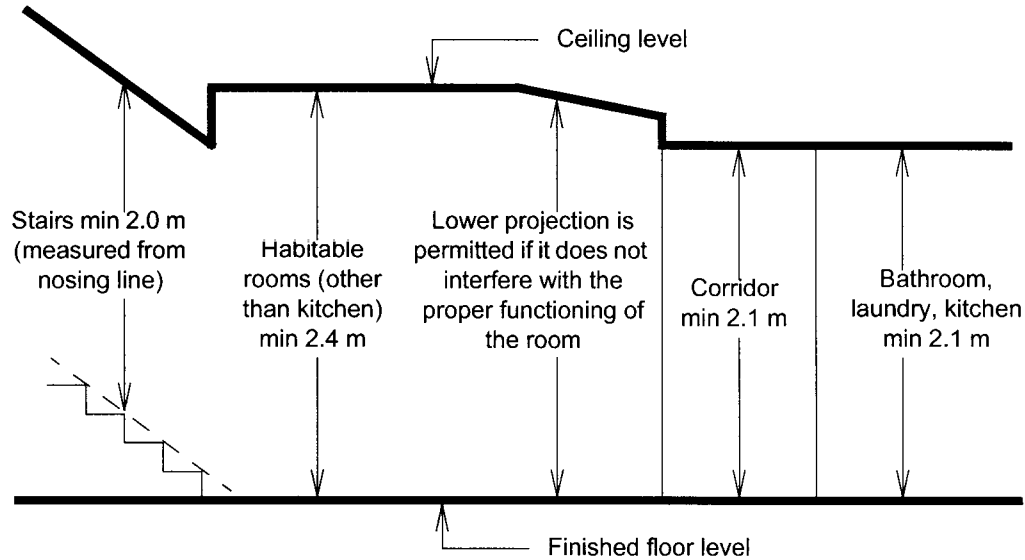 Ceiling level
Stairs min 2.0 m
(measured from
nosing line)
Habitable
rooms (other
than kitchen)
min 2.4 m
Lower projection is
permitted if it does not
interfere with the
proper functioning of
the room
Corridor
min 2.1 m
Bathroom,
laundry, kitchen
min 2.1 m
Finished floor level